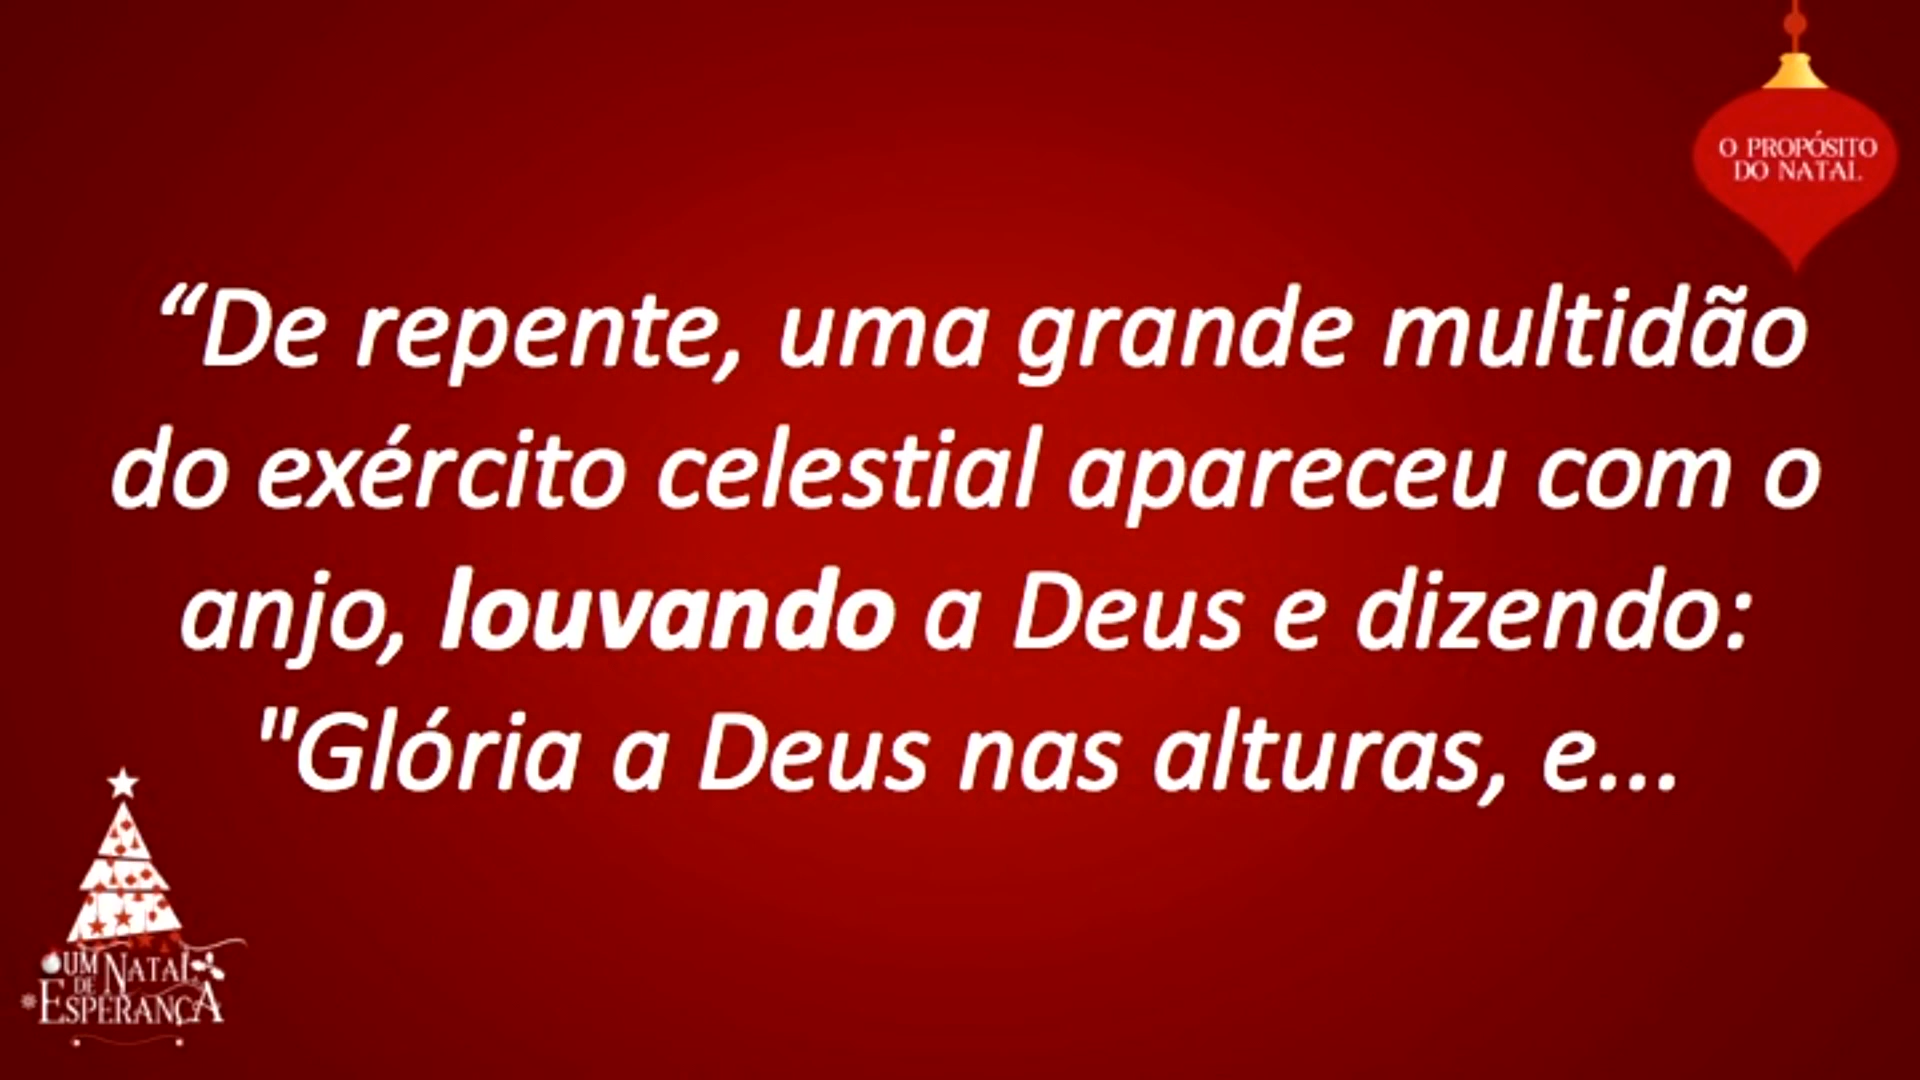 O PROPÓSITO
DO NATAL
“De repente, uma grande multidão
do exército celestial apareceu com o
anjo, louvando a Deus e dizendo:
"Glória a Deus nas alturas, e...
UM NATAL
DE
ESPERANÇA